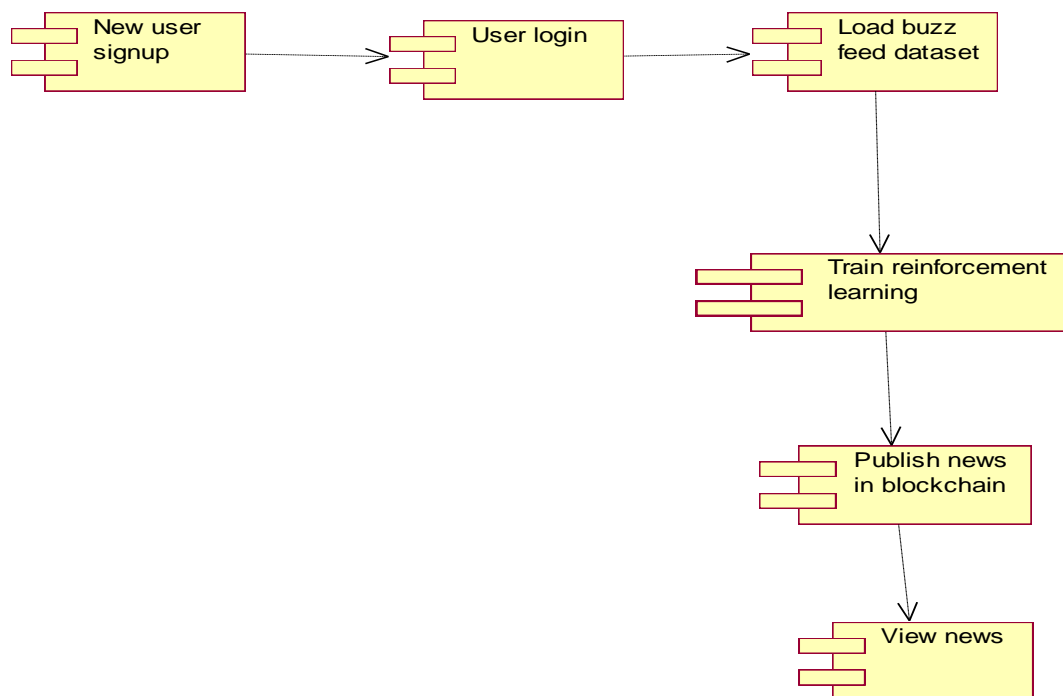 New user
signup
User login
Load buzz
feed dataset
Train reinforcement
learning
Publish news
in blockchain
View news